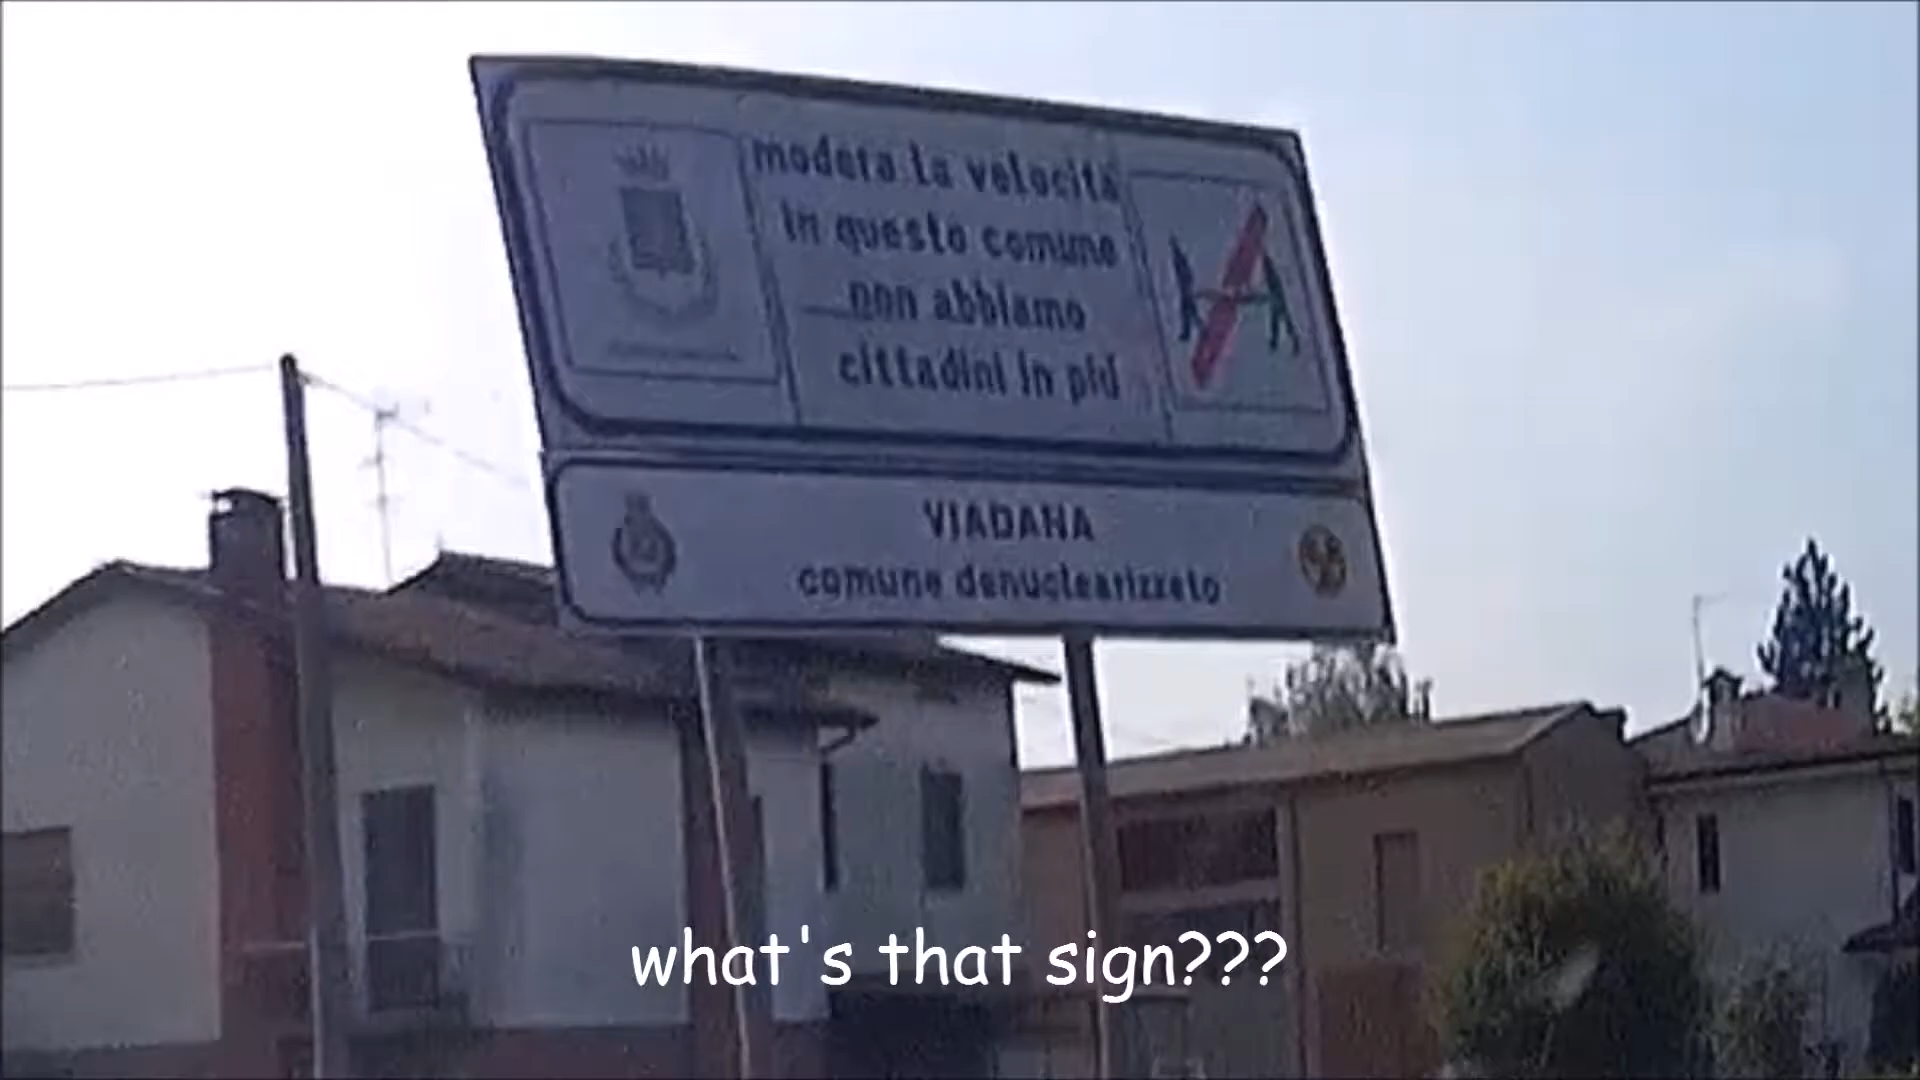 modera la velocità
in questo comune
non abbiamo
cittadini in più
VIADANA
comune denuclearizzato
what's that sign???